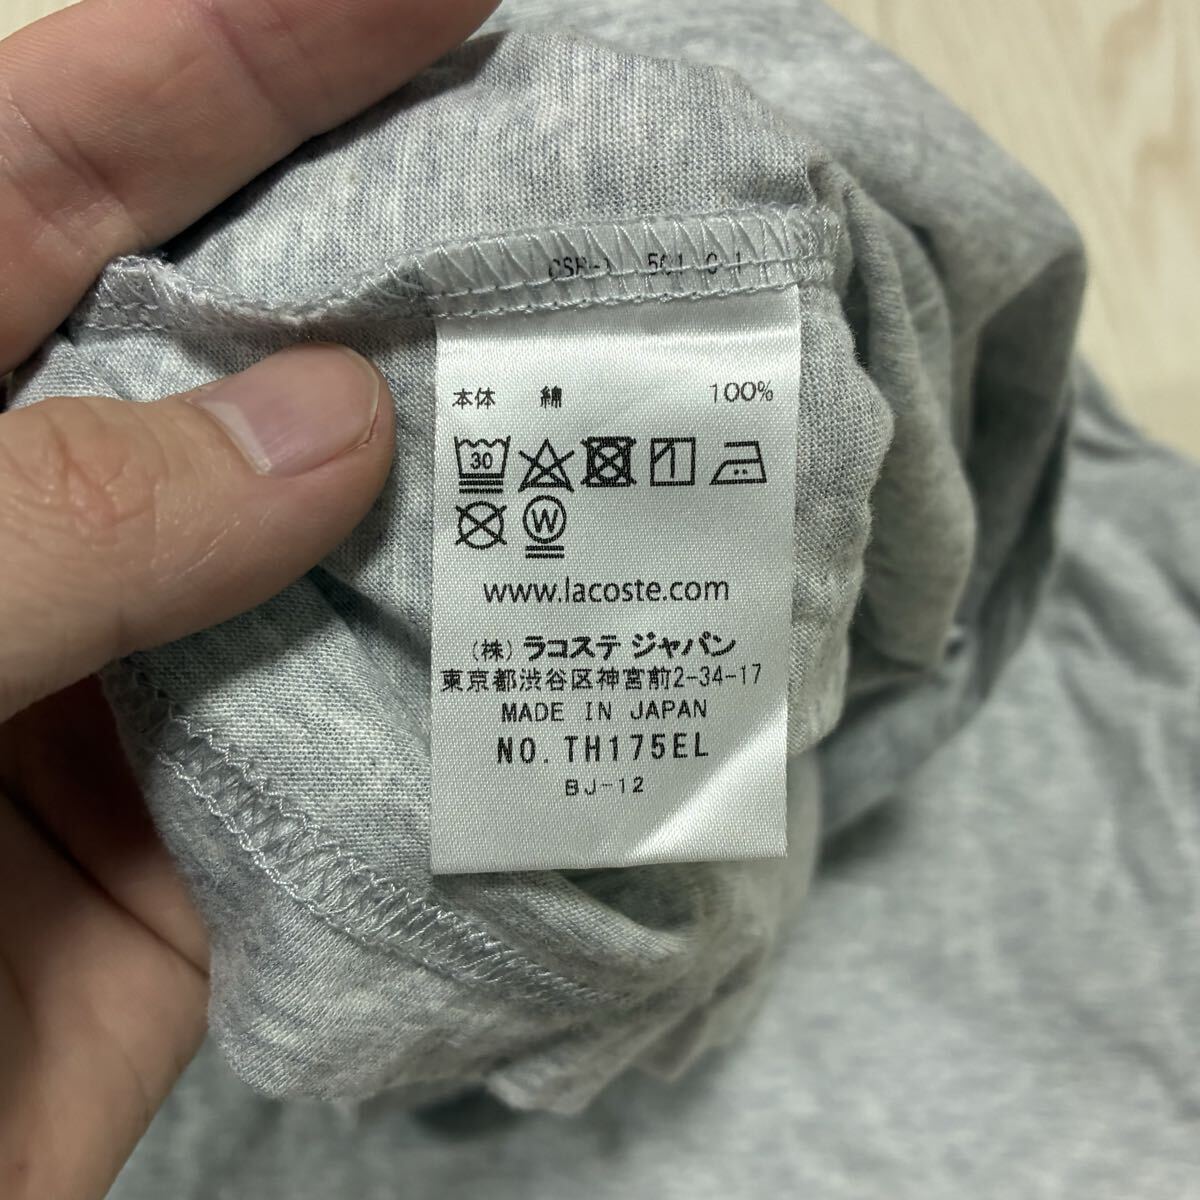 本体 綿 100%
30
W
www.lacoste.com
(株) ラコステ ジャパン
東京都渋谷区神宮前2-34-17
MADE IN JAPAN
NO. TH175EL
BJ-12